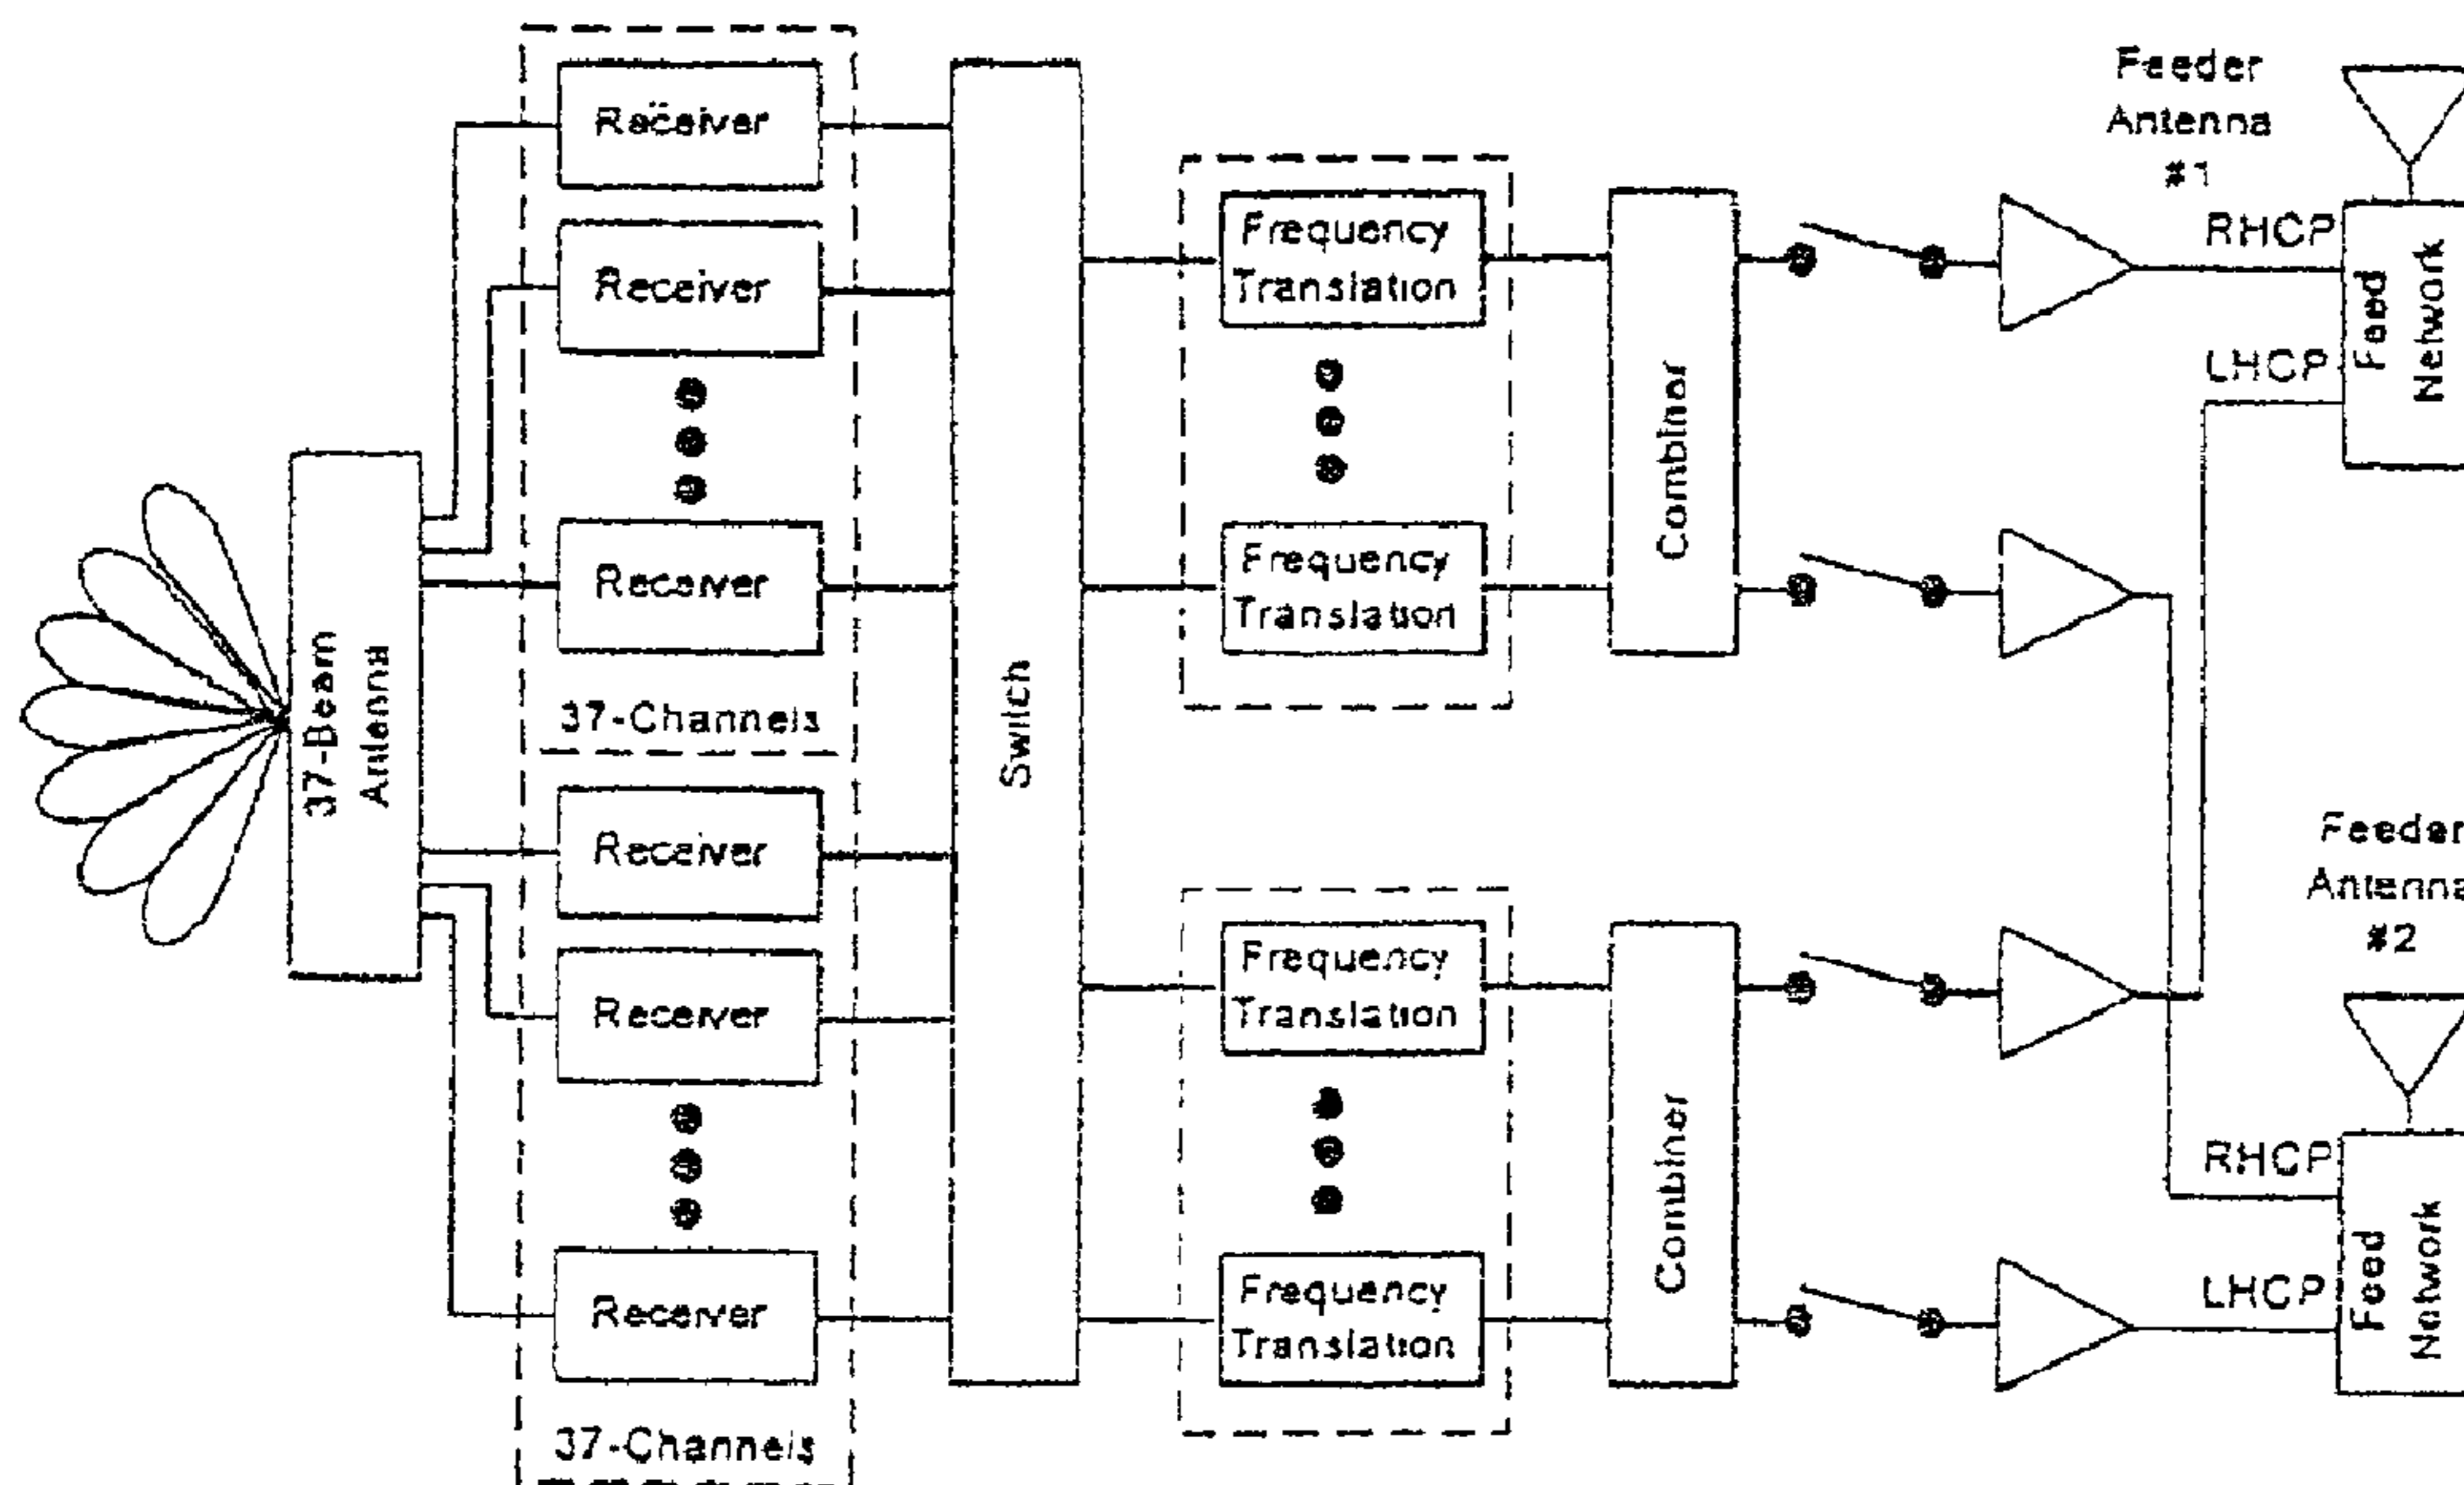 Receiver
Receiver
Receiver
37-Channels
Receiver
Receiver
Receiver
37-Channels
37-Beam
Antenna
Switch
Frequency
Translation
Frequency
Translation
Frequency
Translation
Frequency
Translation
Combiner
Combiner
Feeder
Antenna
#1
RHCP
LHCP
Feed
Network
Feeder
Antenna
#2
RHCP
LHCP
Feed
Network